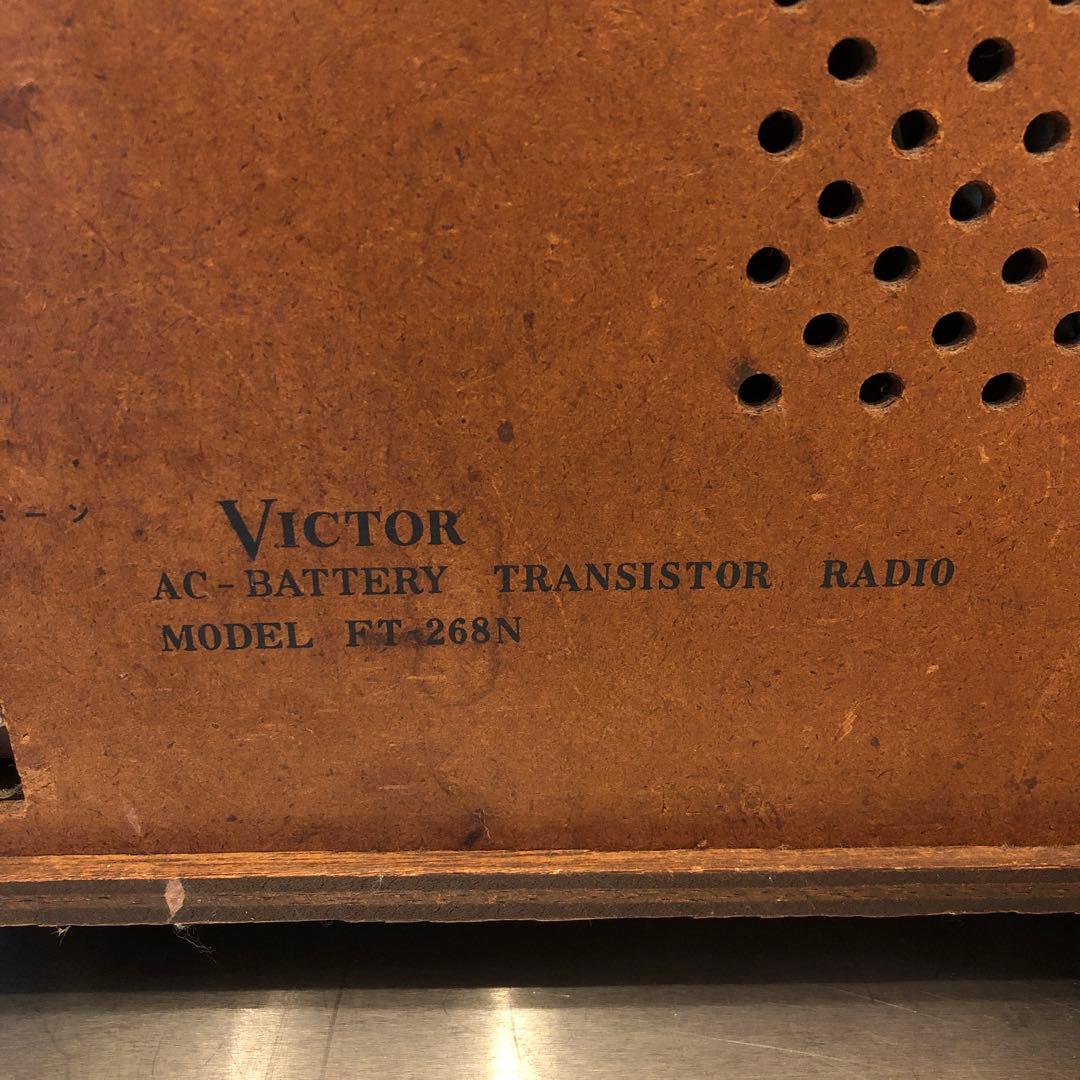 VICTOR
AC-BATTERY TRANSISTOR RADIO
MODEL FT-268N